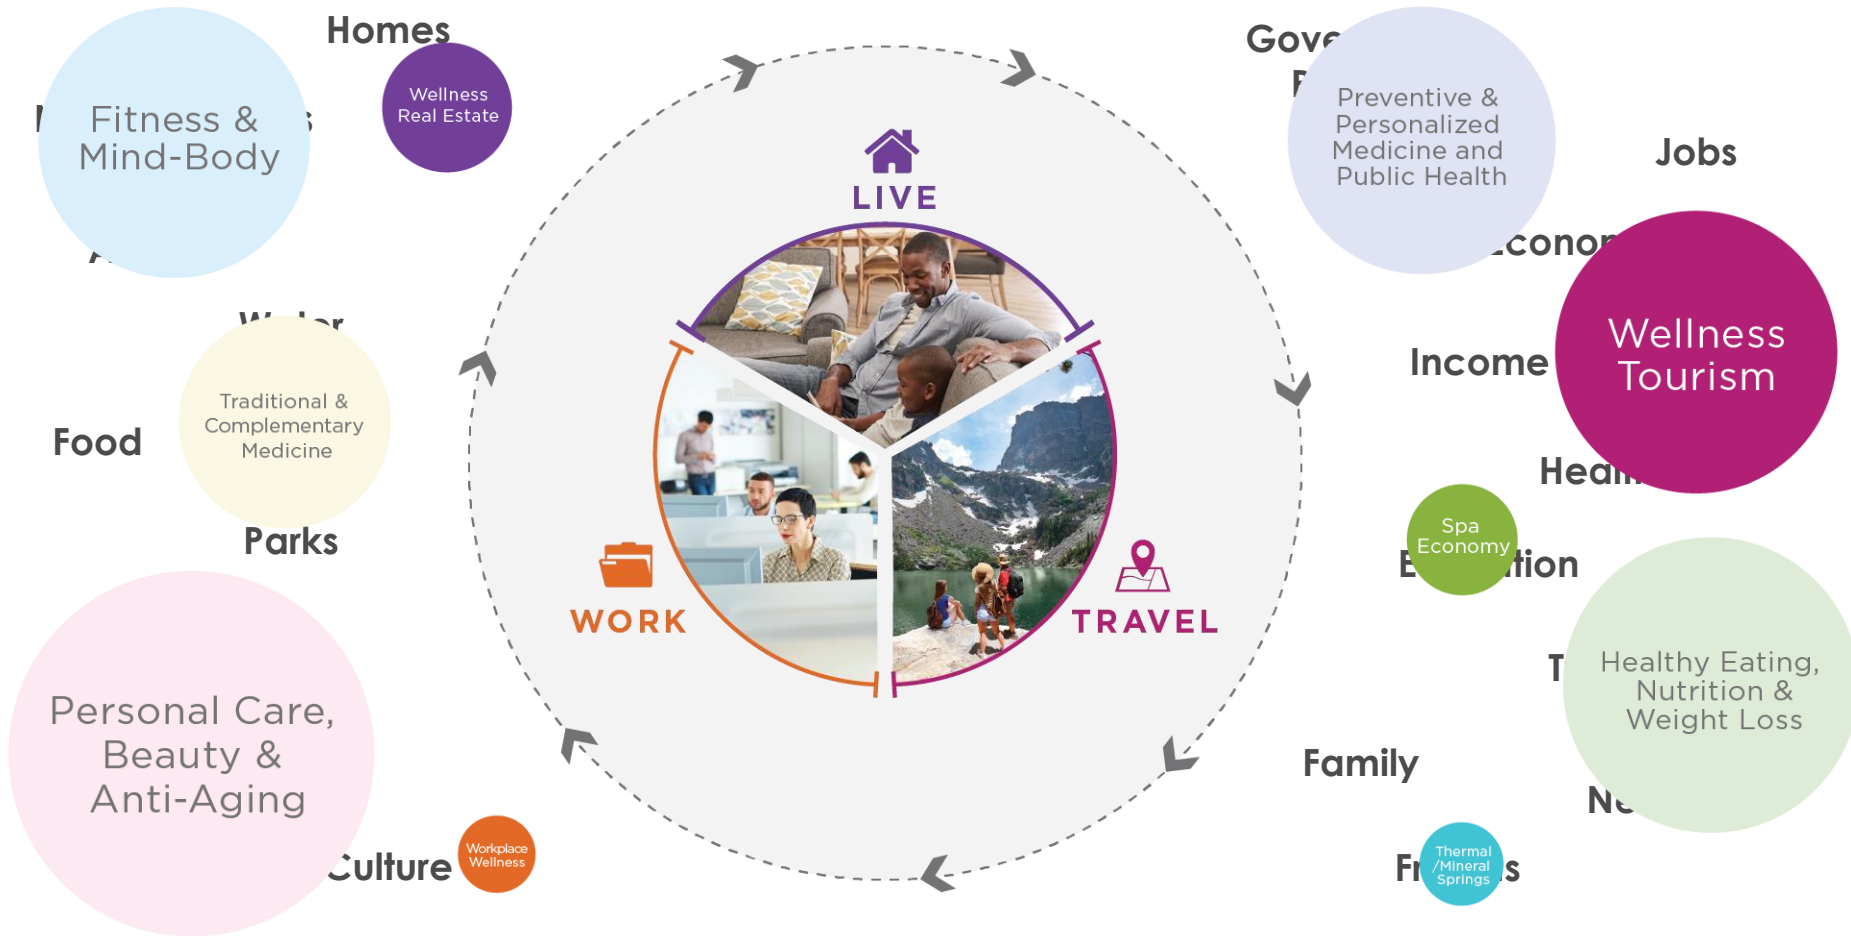 Homes
Fitness &
Mind-Body
Wellness
Real Estate
Traditional &
Complementary
Medicine
Food
Parks
Personal Care,
Beauty &
Anti-Aging
Culture
Workplace
Wellness
LIVE
WORK
TRAVEL
Preventive &
Personalized
Medicine and
Public Health
Jobs
Wellness
Tourism
Income
Spa
Economy
Healthy Eating,
Nutrition &
Weight Loss
Family
Thermal
/Mineral
Springs